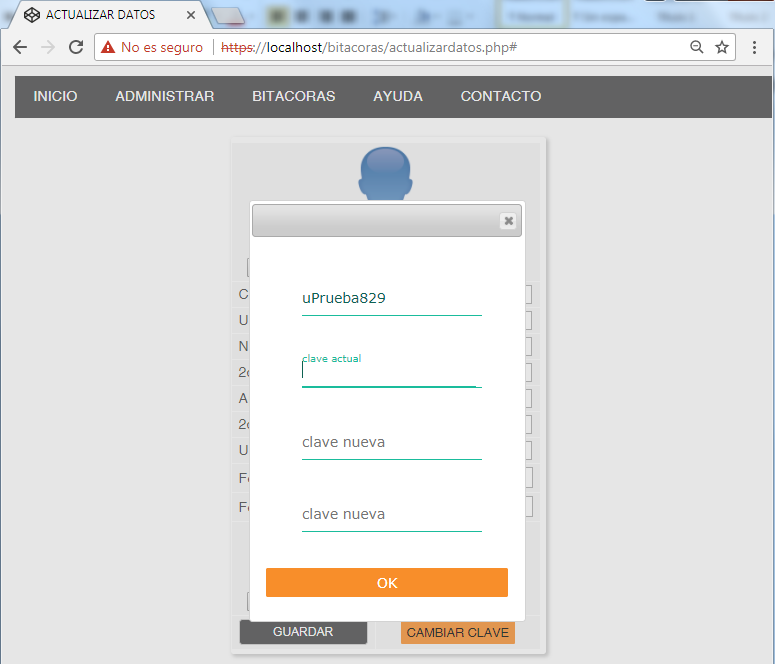 ACTUALIZAR DATOS
No es seguro https://localhost/bitacoras/actualizardatos.php#
INICIO ADMINISTRAR BITACORAS AYUDA CONTACTO
uPrueba829
clave actual
clave nueva
clave nueva
OK
GUARDAR CAMBIAR CLAVE